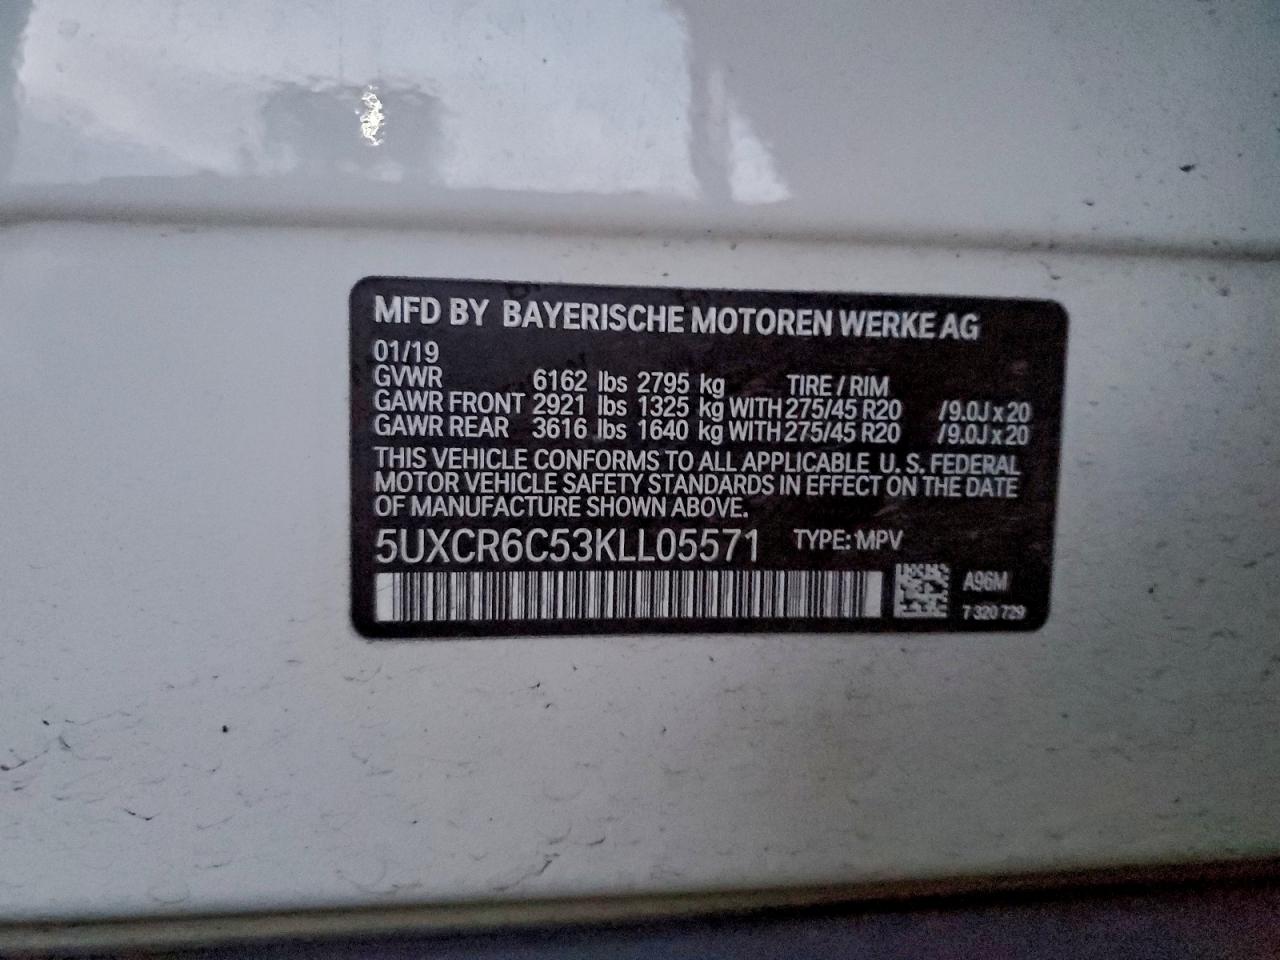 MFD BY BAYERISCHE MOTOREN WERKE AG
01/19
GVWR 6162 lbs 2795 kg TIRE / RIM
GAWR FRONT 2921 lbs 1325 kg WITH 275/45 R20 /9.0J x 20
GAWR REAR 3616 lbs 1640 kg WITH 275/45 R20 /9.0J x 20
THIS VEHICLE CONFORMS TO ALL APPLICABLE U. S. FEDERAL
MOTOR VEHICLE SAFETY STANDARDS IN EFFECT ON THE DATE
OF MANUFACTURE SHOWN ABOVE.
5UXCR6C53KLL05571 TYPE: MPV
A96M
7 320 729